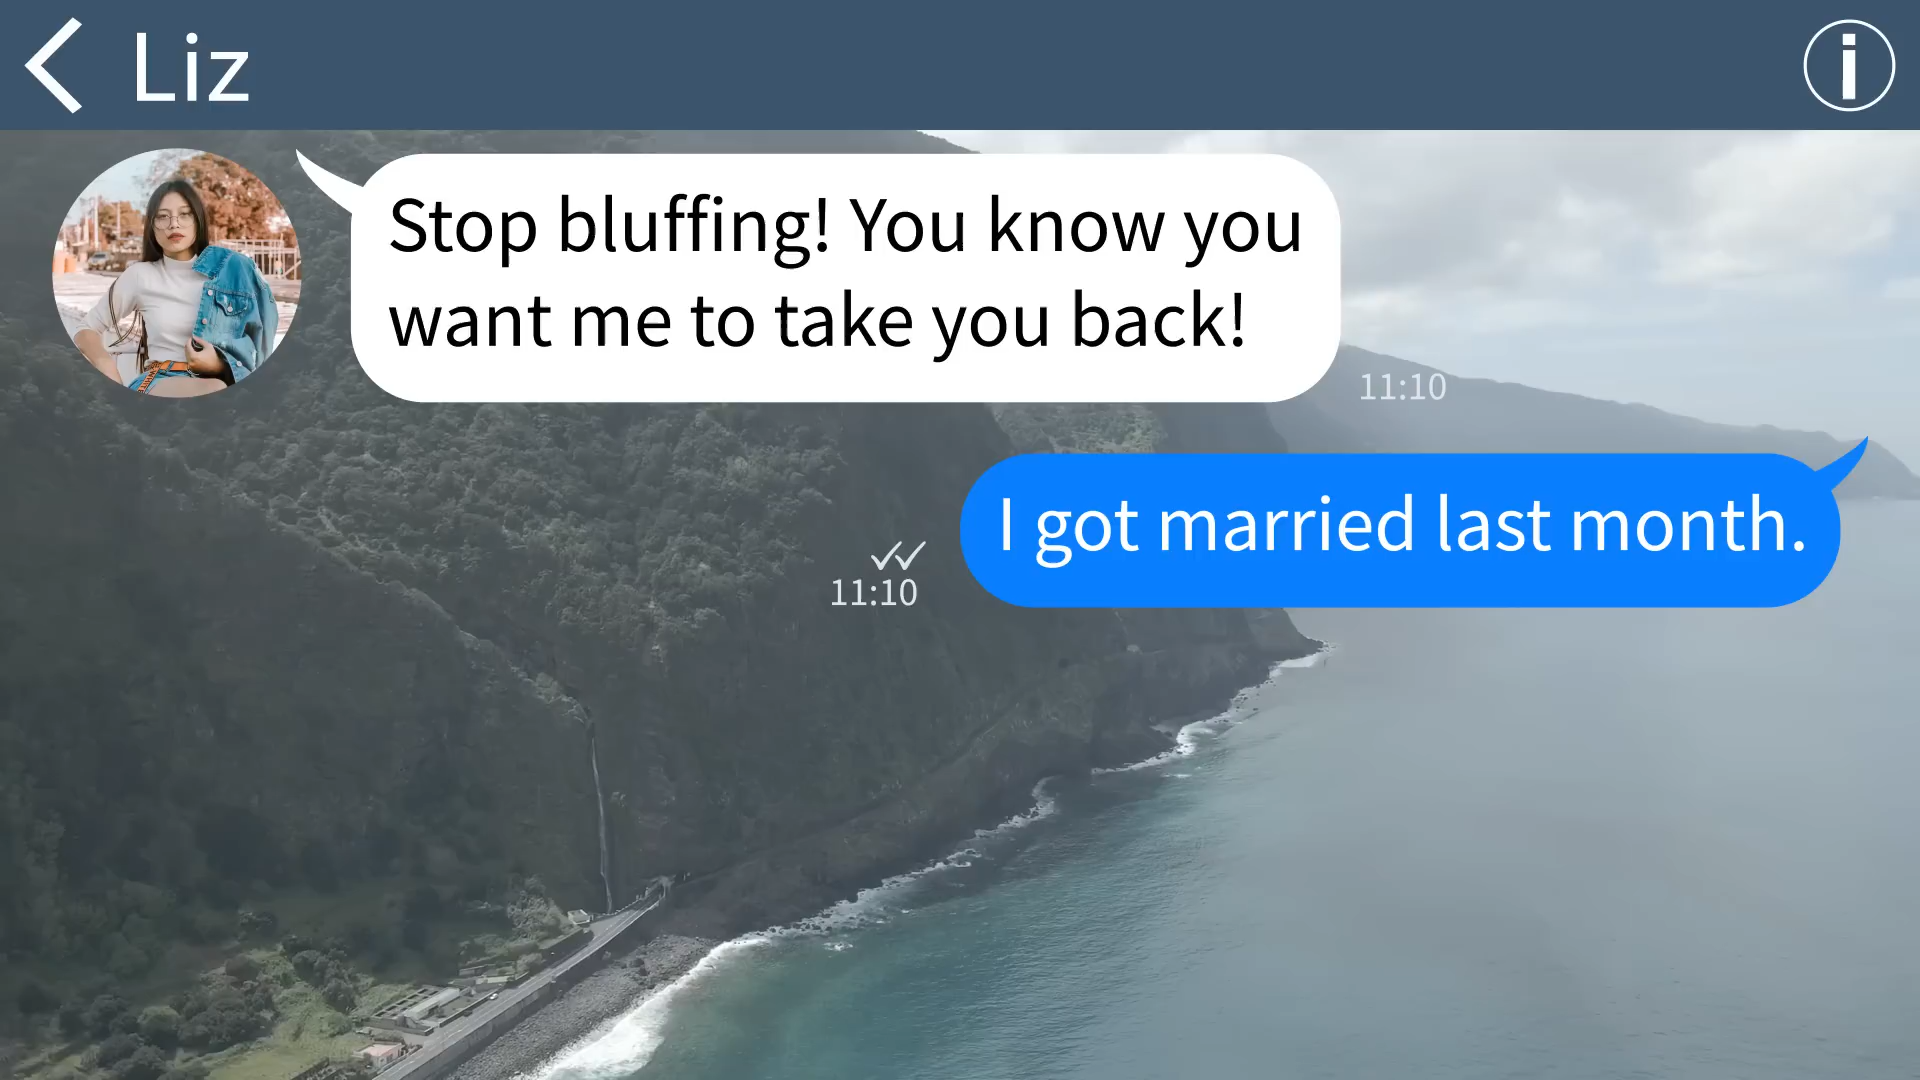 Liz
Stop bluffing! You know you
want me to take you back!
11:10
I got married last month.
11:10